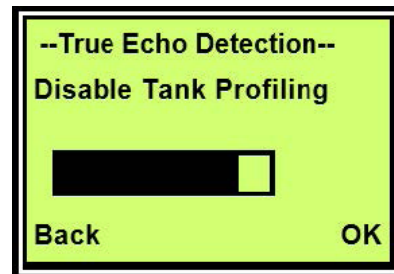 --True Echo Detection--
Disable Tank Profiling
Back OK